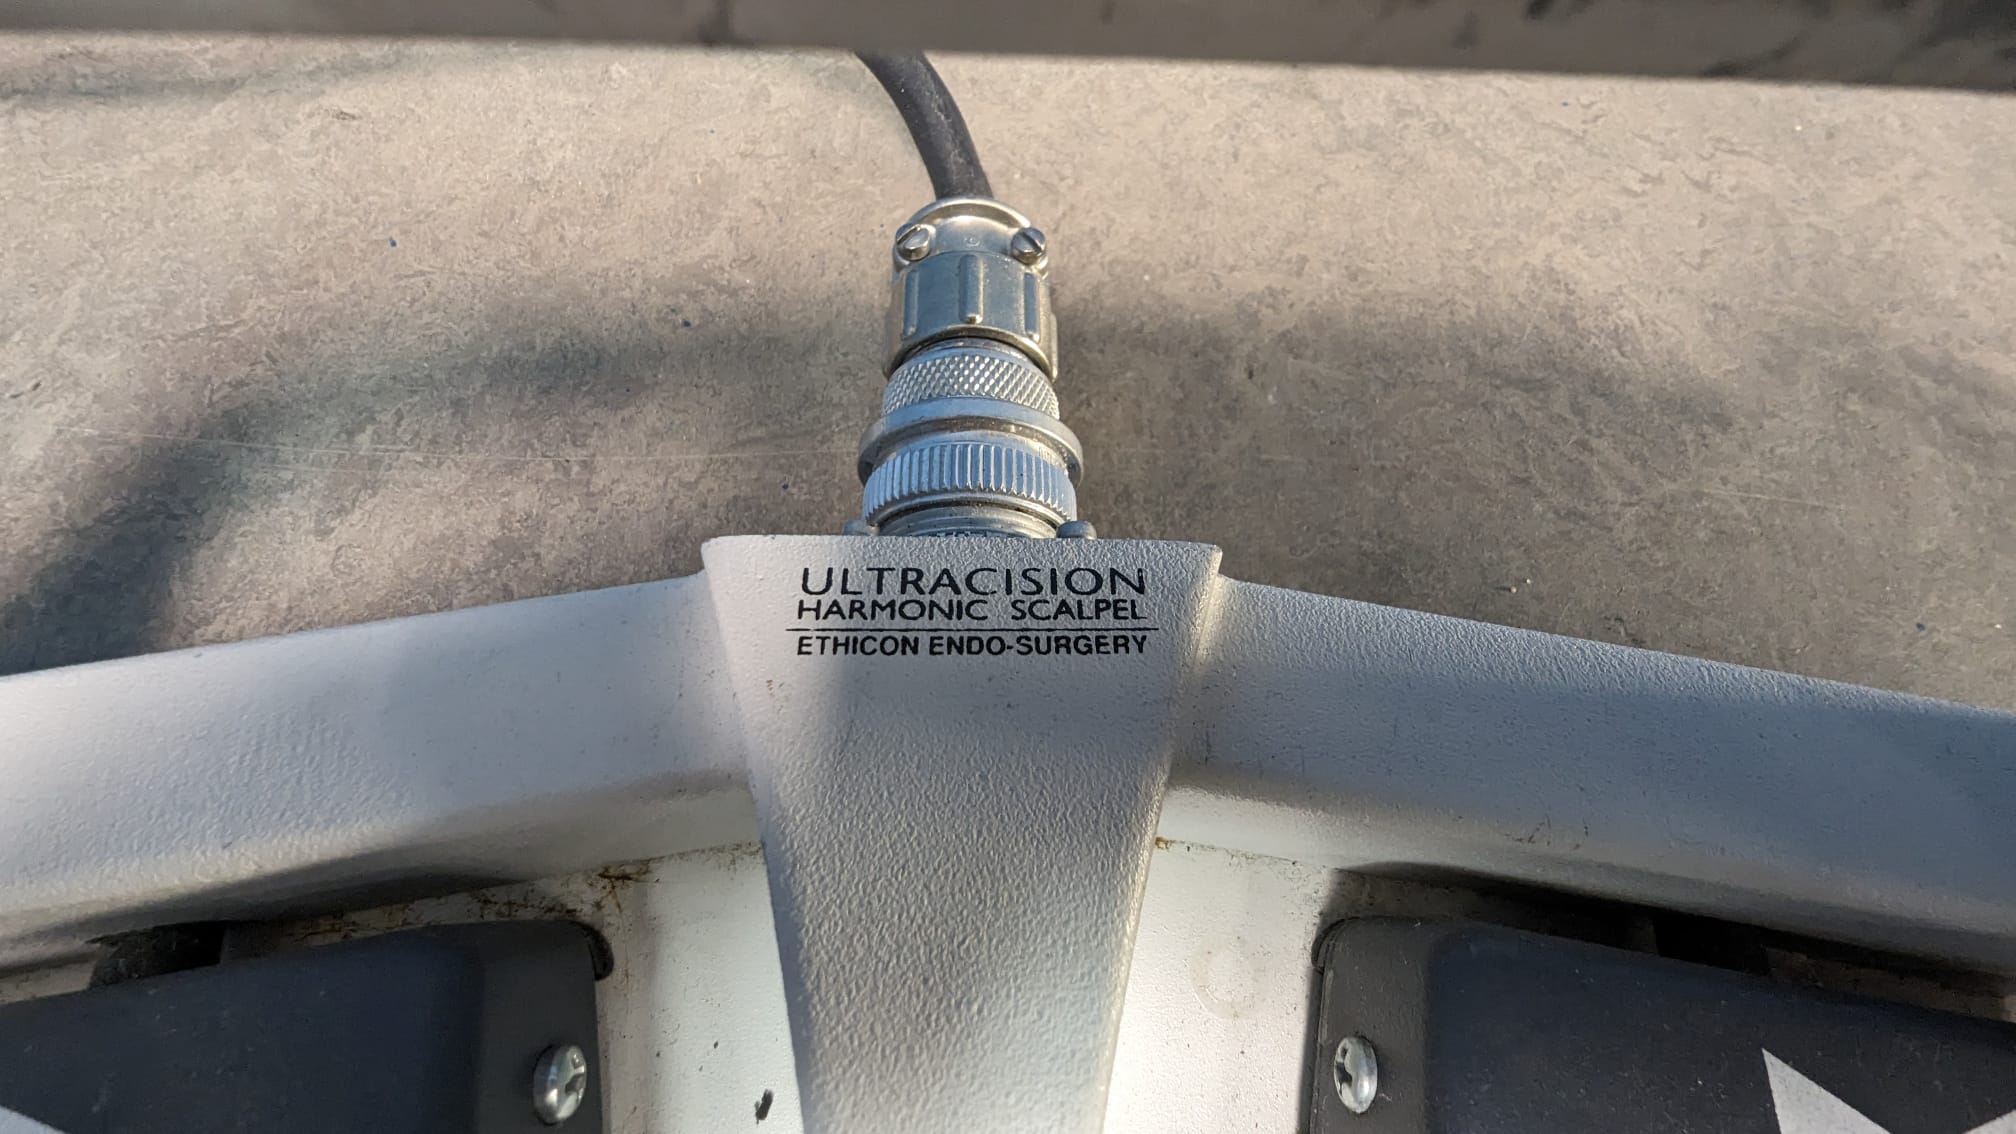 ULTRACISION
HARMONIC SCALPEL
ETHICON ENDO-SURGERY